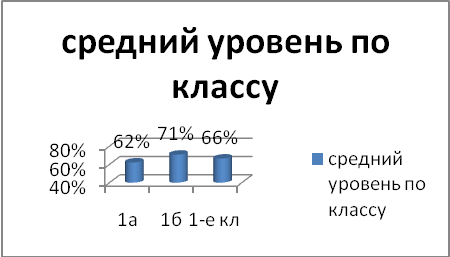 средний уровень по
классу
62% 71% 66%
80%
60%
40%
1а 1б 1-е кл
средний
уровень по
классу